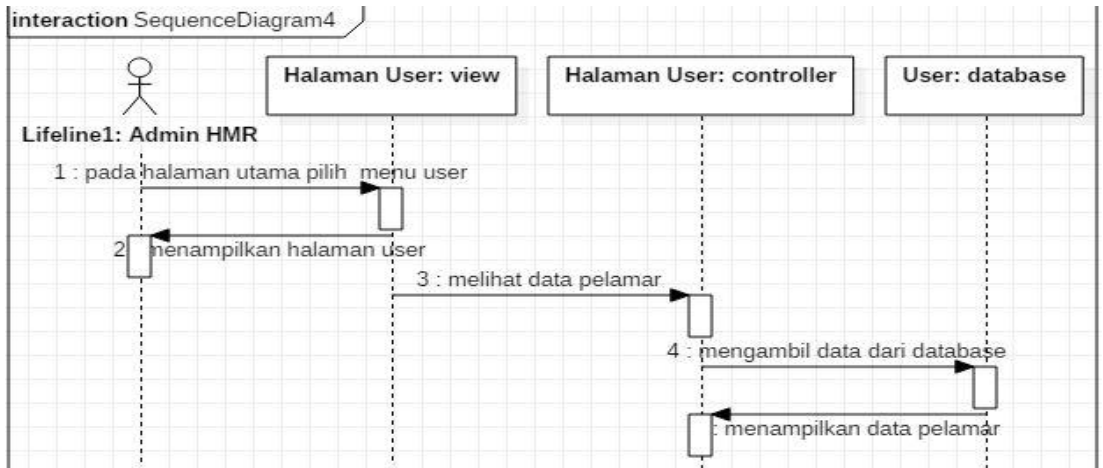 interaction SequenceDiagram4
Halaman User: view
Halaman User: controller
User: database
Lifeline1: Admin HMR
1 : pada halaman utama pilih menu user
2 menampilkan halaman user
3 : melihat data pelamar
4 : mengambil data dari database
: menampilkan data pelamar